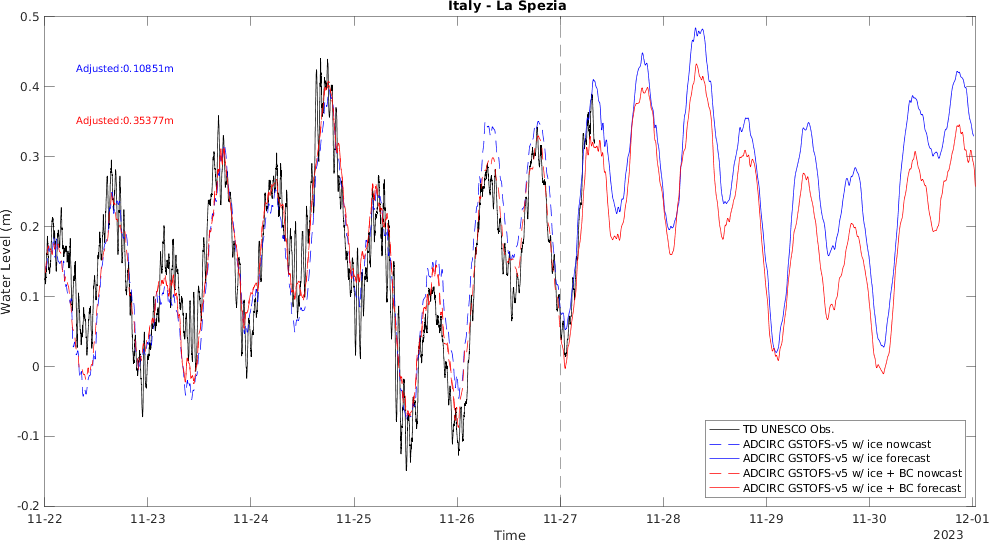 Italy - La Spezia
Water Level (m)
0.5
0.4
0.3
0.2
0.1
0
-0.1
-0.2
Adjusted:0.10851m
Adjusted:0.35377m
TD UNESCO Obs.
ADCIRC GSTOFS-v5 w/ ice nowcast
ADCIRC GSTOFS-v5 w/ ice forecast
ADCIRC GSTOFS-v5 w/ ice + BC nowcast
ADCIRC GSTOFS-v5 w/ ice + BC forecast
11-22 11-23 11-24 11-25 11-26 11-27 11-28 11-29 11-30 12-01
Time
2023